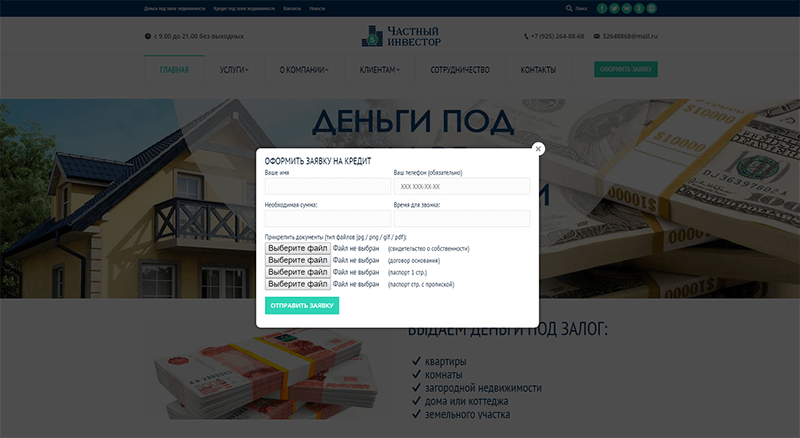 Деньги под залог недвижимости Кредит под залог недвижимости Контакты Новости Поиск
с 9.00 до 21.00 без выходных
ЧАСТНЫЙ
ИНВЕСТОР
+7 (925) 264-88-68 52648868@mail.ru
ГЛАВНАЯ УСЛУГИ О КОМПАНИИ КЛИЕНТАМ СОТРУДНИЧЕСТВО КОНТАКТЫ ОФОРМИТЬ ЗАЯВКУ
ДЕНЬГИ ПОД
ОФОРМИТЬ ЗАЯВКУ НА КРЕДИТ
Ваше имя Ваш телефон (обязательно)
XXX XXX-XX-XX
Необходимая сумма: Время для звонка:
Прикрепить документы (тип файлов jpg / png / gif / pdf):
Выберите файл Файл не выбран (свидетельство о собственности)
Выберите файл Файл не выбран (договор основания)
Выберите файл Файл не выбран (паспорт 1 стр.)
Выберите файл Файл не выбран (паспорт стр. с пропиской)
ОТПРАВИТЬ ЗАЯВКУ
ВЫДАЕМ ДЕНЬГИ ПОД ЗАЛОГ:
квартиры
комнаты
загородной недвижимости
дома или коттеджа
земельного участка